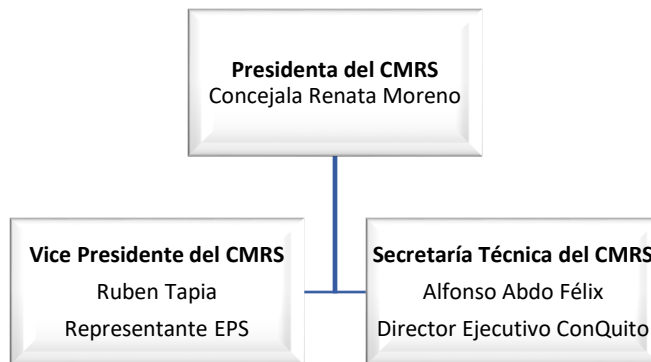 Presidenta del CMRS
Concejala Renata Moreno
Vice Presidente del CMRS
Ruben Tapia
Representante EPS
Secretaría Técnica del CMRS
Alfonso Abdo Félix
Director Ejecutivo ConQuito